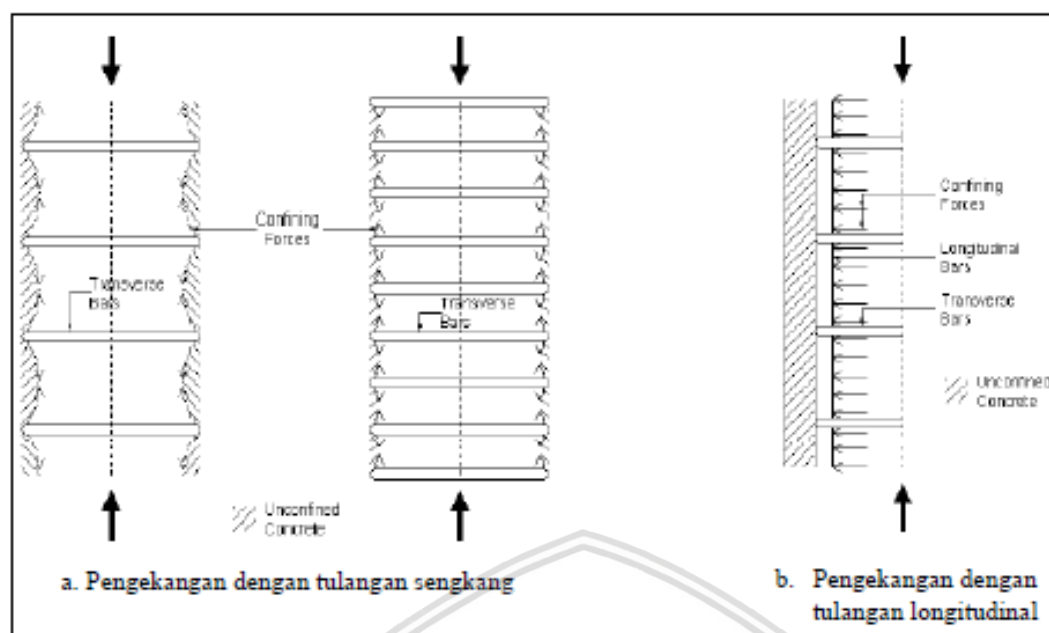 Confining
Forces
Transverse
Bars
Transverse
Bars
Unconfined
Concrete
a. Pengekangan dengan tulangan sengkang
Confining
Forces
Longitudinal
Bars
Transverse
Bars
Unconfined
Concrete
b. Pengekangan dengan
tulangan longitudinal